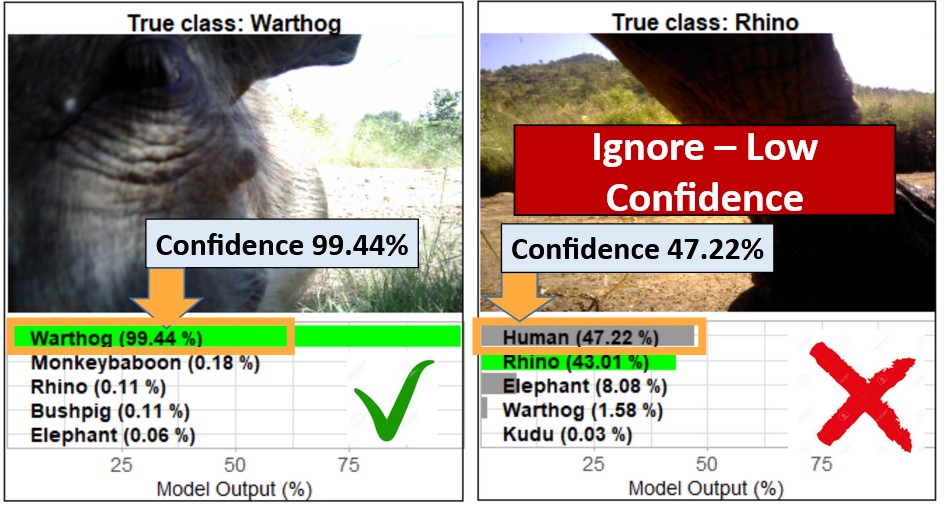 True class: Warthog
Confidence 99.44%
Warthog (99.44 %)
Monkeybaboon (0.18 %)
Rhino (0.11 %)
Bushpig (0.11 %)
Elephant (0.06 %)
25 50 75
Model Output (%)
True class: Rhino
Ignore – Low
Confidence
Confidence 47.22%
Human (47.22 %)
Rhino (43.01 %)
Elephant (8.08 %)
Warthog (1.58 %)
Kudu (0.03 %)
25 50 75
Model Output (%)